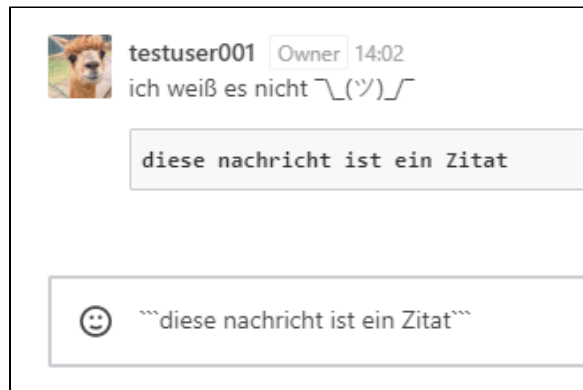 testuser001 Owner 14:02
ich weiß es nicht ¯\_(ツ)_/¯
diese nachricht ist ein Zitat
```diese nachricht ist ein Zitat```